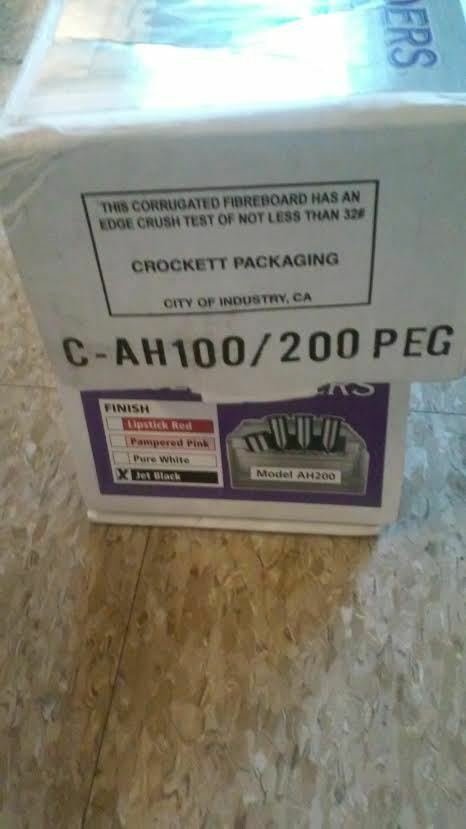 DERS
THIS CORRUGATED FIBREBOARD HAS AN
EDGE CRUSH TEST OF NOT LESS THAN 32#
CROCKETT PACKAGING
CITY OF INDUSTRY, CA
C-AH100/200 PEG
FINISH
Lipstick Red
Pampered Pink
Pure White
X Jet Black
Model AH200